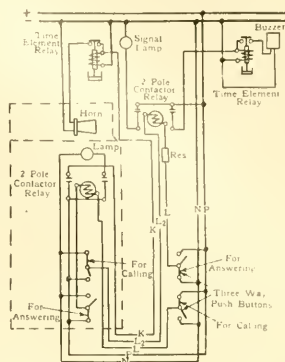 +
−
Time
Element
Relay
Signal
Lamp
Buzzer
2 Pole
Contactor
Relay
Time Element
Relay
Horn
Lamp
Res
2 Pole
Contactor
Relay
L
L2
K
N
P
For
Calling
For
Answering
For
Answering
Three Way
Push Buttons
For Calling
K
L2
L